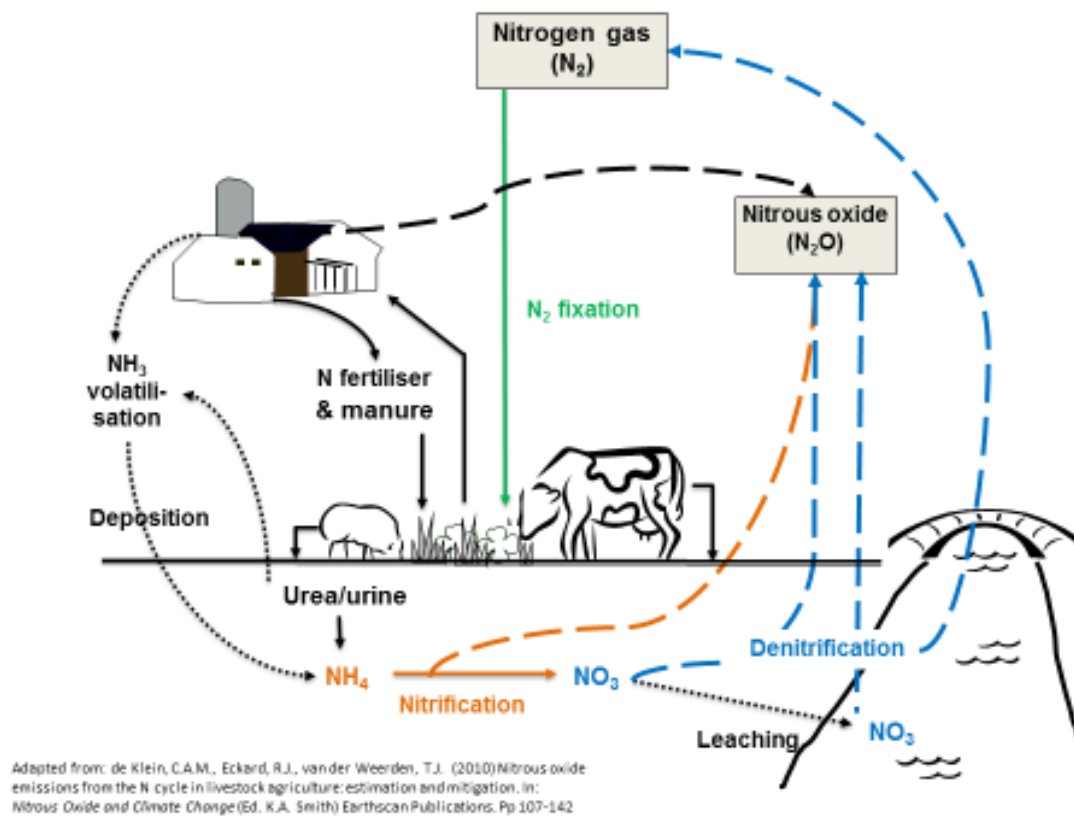 Nitrogen gas
(N₂)
Nitrous oxide
(N₂O)
N₂ fixation
NH₃
volatili-
sation
N fertiliser
& manure
Deposition
Urea/urine
NH₄
Nitrification
NO₃
Denitrification
Leaching
NO₃
Adapted from: de Klein, C.A.M., Eckard, R.J., van der Weerden, T.J. (2010) Nitrous oxide
emissions from the N cycle in livestock agriculture: estimation and mitigation. In:
Nitrous Oxide and Climate Change (Ed. K.A. Smith) Earthscan Publications. Pp 107-142